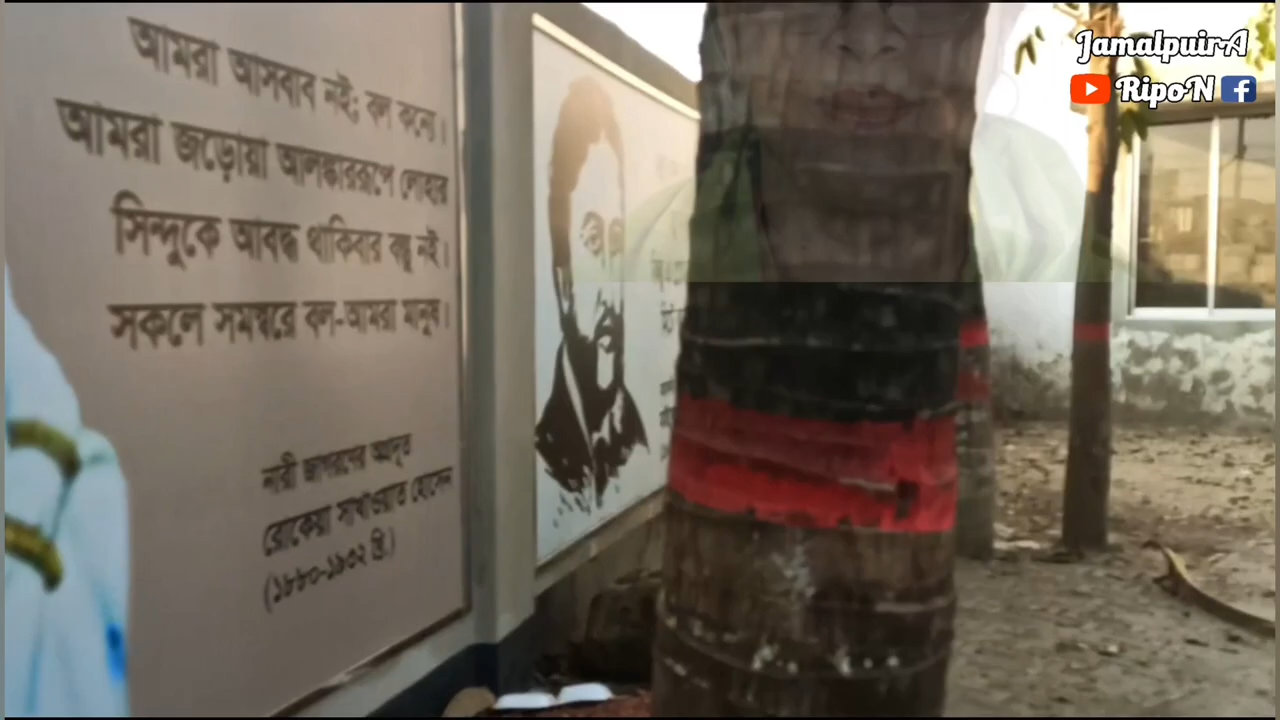 আমরা আসবাব নই; বল কন্যে।
আমরা জড়োয়া আলঙ্কাররূপে লোহার
সিন্দুকে আবদ্ধ থাকিবার বস্তু নই।
সকলে সমস্বরে বল-আমরা মানুষ।
নারী জাগরণের অগ্রদূত
রোকেয়া সাখাওয়াত হোসেন
(১৮৮০-১৯৩২ খ্রি.)
JamalpuirA
RipoN